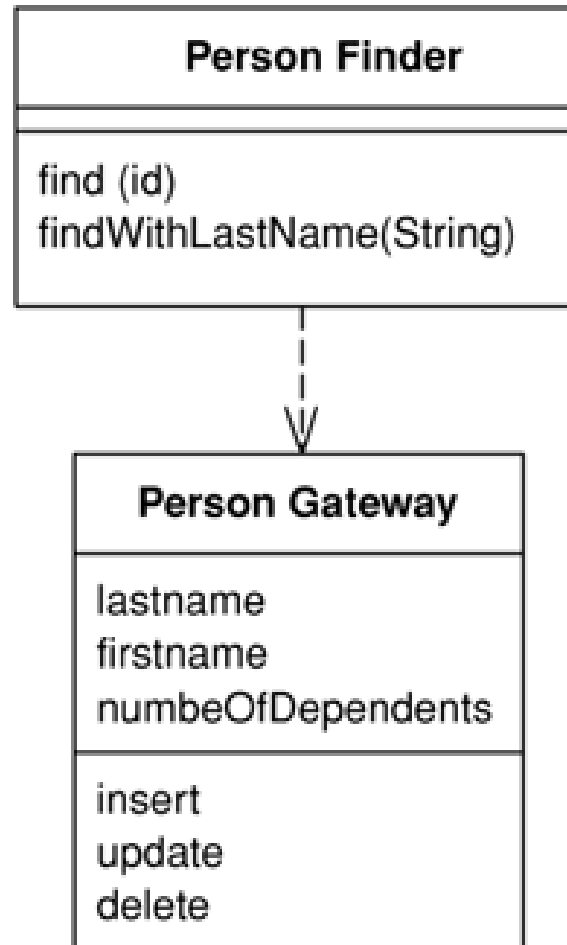 Person Finder
find (id)
findWithLastName(String)
Person Gateway
lastname
firstname
numbeOfDependents
insert
update
delete